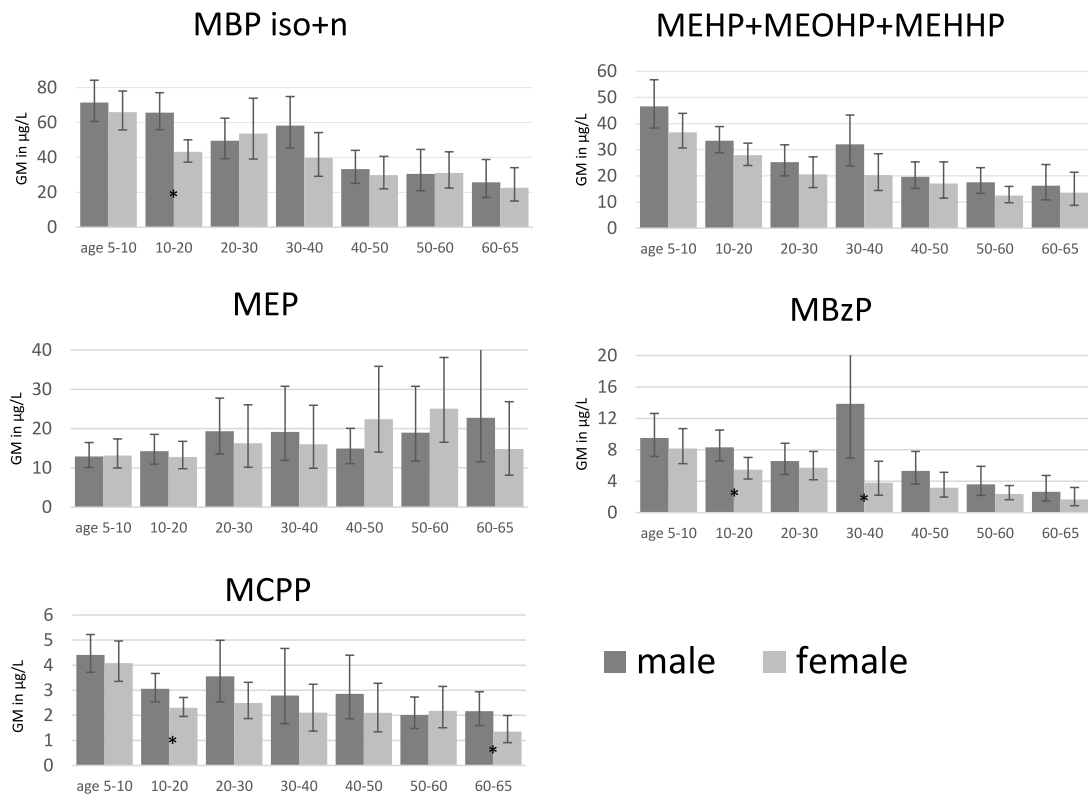 MBP iso+n
GM in µg/L
80
60
40
20
0
*
age 5-10 10-20 20-30 30-40 40-50 50-60 60-65
MEHP+MEOHP+MEHHP
GM in µg/L
60
50
40
30
20
10
0
age 5-10 10-20 20-30 30-40 40-50 50-60 60-65
MEP
GM in µg/L
40
30
20
10
0
age 5-10 10-20 20-30 30-40 40-50 50-60 60-65
MBzP
GM in µg/L
20
16
12
8
4
0
* *
age 5-10 10-20 20-30 30-40 40-50 50-60 60-65
MCPP
GM in µg/L
6
5
4
3
2
1
0
* *
age 5-10 10-20 20-30 30-40 40-50 50-60 60-65
male female